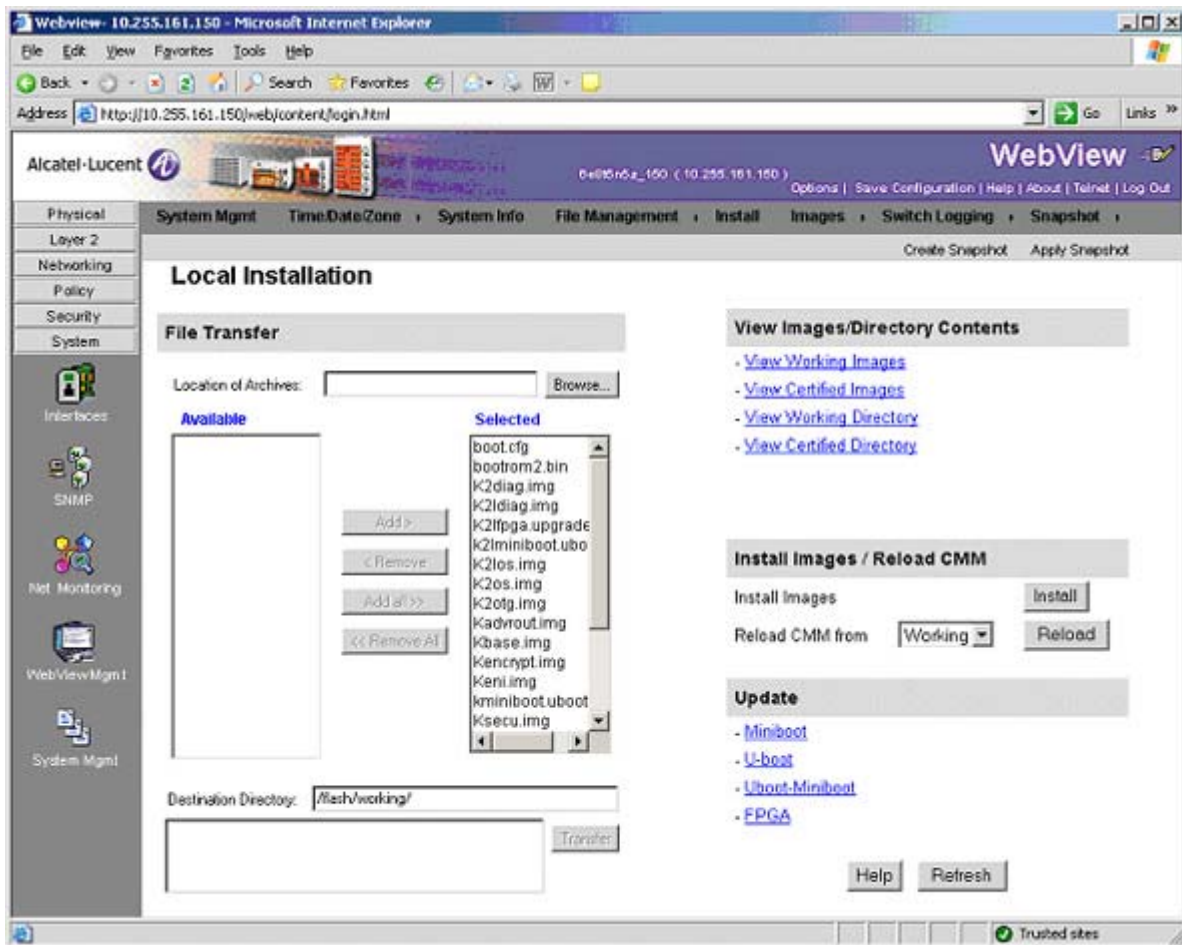 Webview- 10.255.161.150 - Microsoft Internet Explorer
File Edit View Favorites Tools Help
Back Search Favorites
Address http://10.255.161.150/web/content/login.html Go Links »
Alcatel-Lucent
WebView
(10.255.161.150)
Options | Save Configuration | Help | About | Telnet | Log Out
Physical
Layer 2
Networking
Policy
Security
System
Interfaces
SNMP
Net Monitoring
WebViewMgmt
System Mgmt
System Mgmt Time/Date/Zone System Info File Management Install Images Switch Logging Snapshot
Create Snapshot Apply Snapshot
Local Installation
File Transfer
Location of Archives: Browse...
Available
Selected
boot.cfg
bootrom2.bin
K2diag.img
K2ldiag.img
K2lfpga.upgrade
k2lminiboot.ubo
K2los.img
K2os.img
K2otg.img
Kadvrout.img
Kbase.img
Kencrypt.img
Keni.img
kminiboot.uboot
Ksecu.img
Add >
< Remove
Add all >>
<< Remove All
Destination Directory: /flash/working/
Transfer
View Images/Directory Contents
- View Working Images
- View Certified Images
- View Working Directory
- View Certified Directory
Install Images / Reload CMM
Install Images Install
Reload CMM from Working Reload
Update
- Miniboot
- U-boot
- Uboot-Miniboot
- FPGA
Help Refresh
Trusted sites